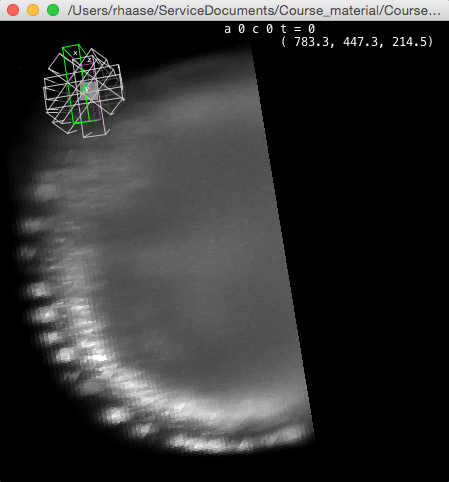 /Users/rhaase/ServiceDocuments/Course_material/Course...
a 0 c 0 t = 0
( 783.3, 447.3, 214.5)
x
z